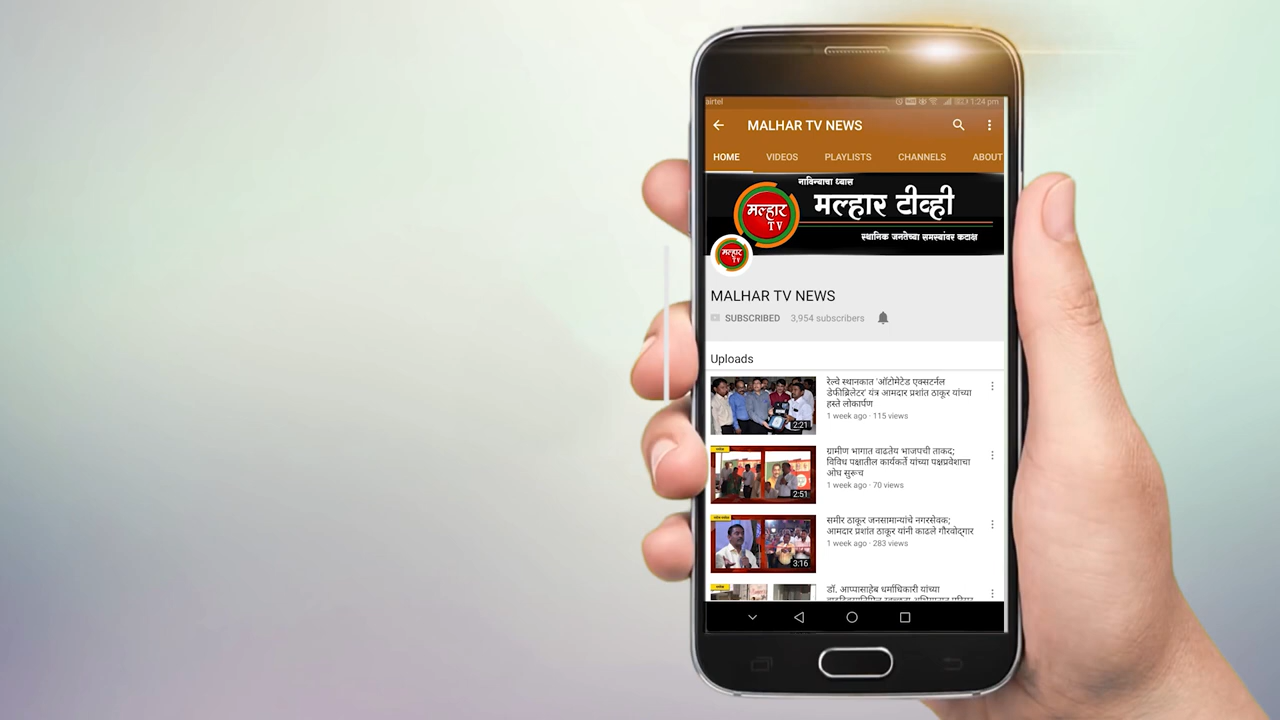 airtel
1:24 pm
MALHAR TV NEWS
HOME VIDEOS PLAYLISTS CHANNELS ABOUT
नाविन्याचा ध्यास
मल्हार टीव्ही
मल्हार
TV
स्थानिक जनतेच्या समस्यांवर कटाक्ष
मल्हार
TV
MALHAR TV NEWS
SUBSCRIBED 3,954 subscribers
Uploads
रेल्वे स्थानकात 'ऑटोमेटेड एक्सटर्नल
डेफीब्रिलेटर' यंत्र आमदार प्रशांत ठाकूर यांच्या
हस्ते लोकार्पण
1 week ago · 115 views
2:21
ग्रामीण भागात वाढतेय भाजपची ताकद;
विविध पक्षातील कार्यकर्ते यांच्या पक्षप्रवेशाचा
ओघ सुरूच
1 week ago · 70 views
2:51
समीर ठाकूर जनसामान्यांचे नगरसेवक;
आमदार प्रशांत ठाकूर यांनी काढले गौरवोद्गार
1 week ago · 283 views
3:16
डॉ. आप्पासाहेब धर्माधिकारी यांच्या